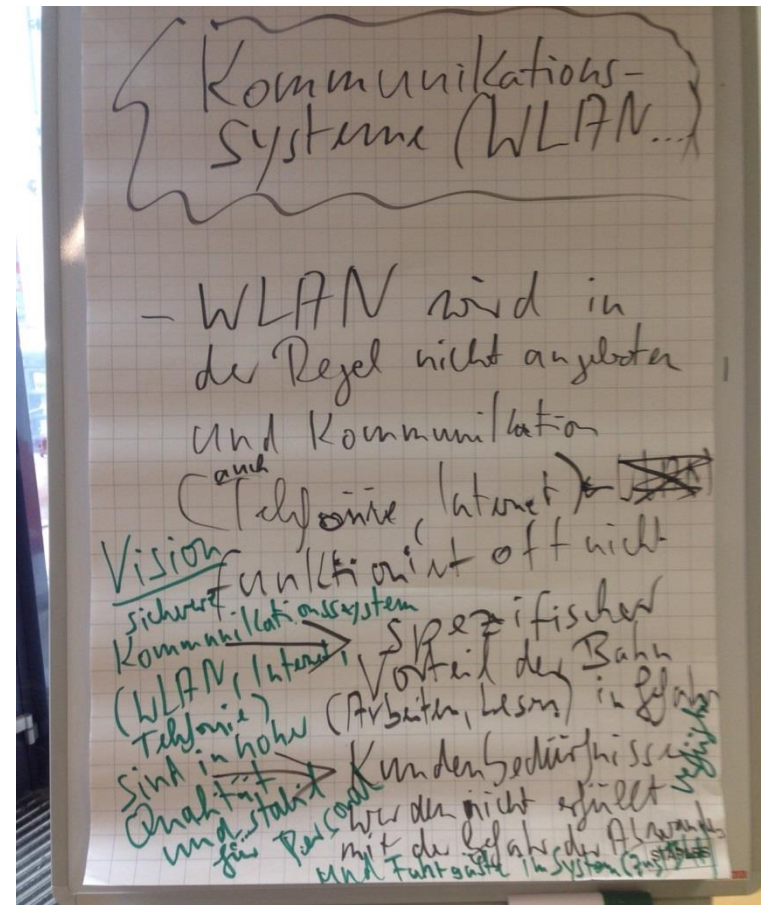 Kommunikations-
systeme (WLAN...)
- WLAN wird in
der Regel nicht angeboten
und Kommunikation
(auch Telefonie, Internet)
funktioniert oft nicht
spezifischer
Vorteil der Bahn
(Arbeiten, Lesen) in Gefahr
Kundenbedürfnisse
werden nicht erfüllt
mit der Gefahr der
Vision
Kommunikationssystem
(WLAN, Internet,
Telefonie)
sind in hoher
Qualität
und stabil
für Personal
und Fahrgäste im System
verfügbar